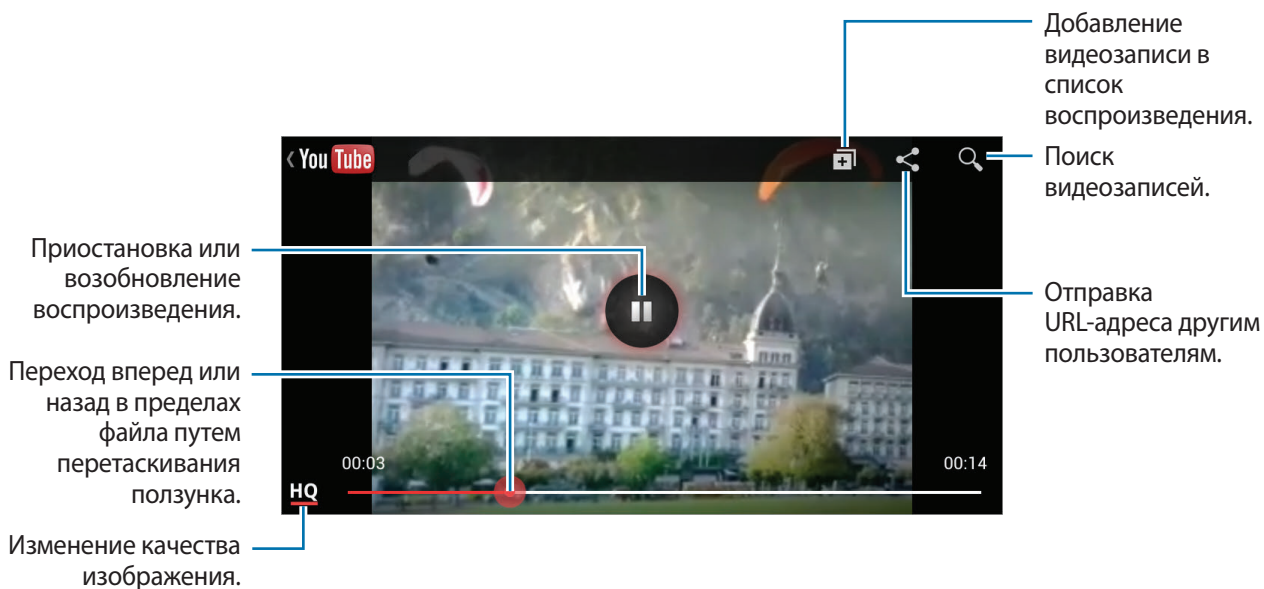 Добавление
видеозаписи в
список
воспроизведения.
You Tube
Поиск
видеозаписей.
Приостановка или
возобновление
воспроизведения.
Отправка
URL-адреса другим
пользователям.
Переход вперед или
назад в пределах
файла путем
перетаскивания
ползунка.
00:03
00:14
HQ
Изменение качества
изображения.